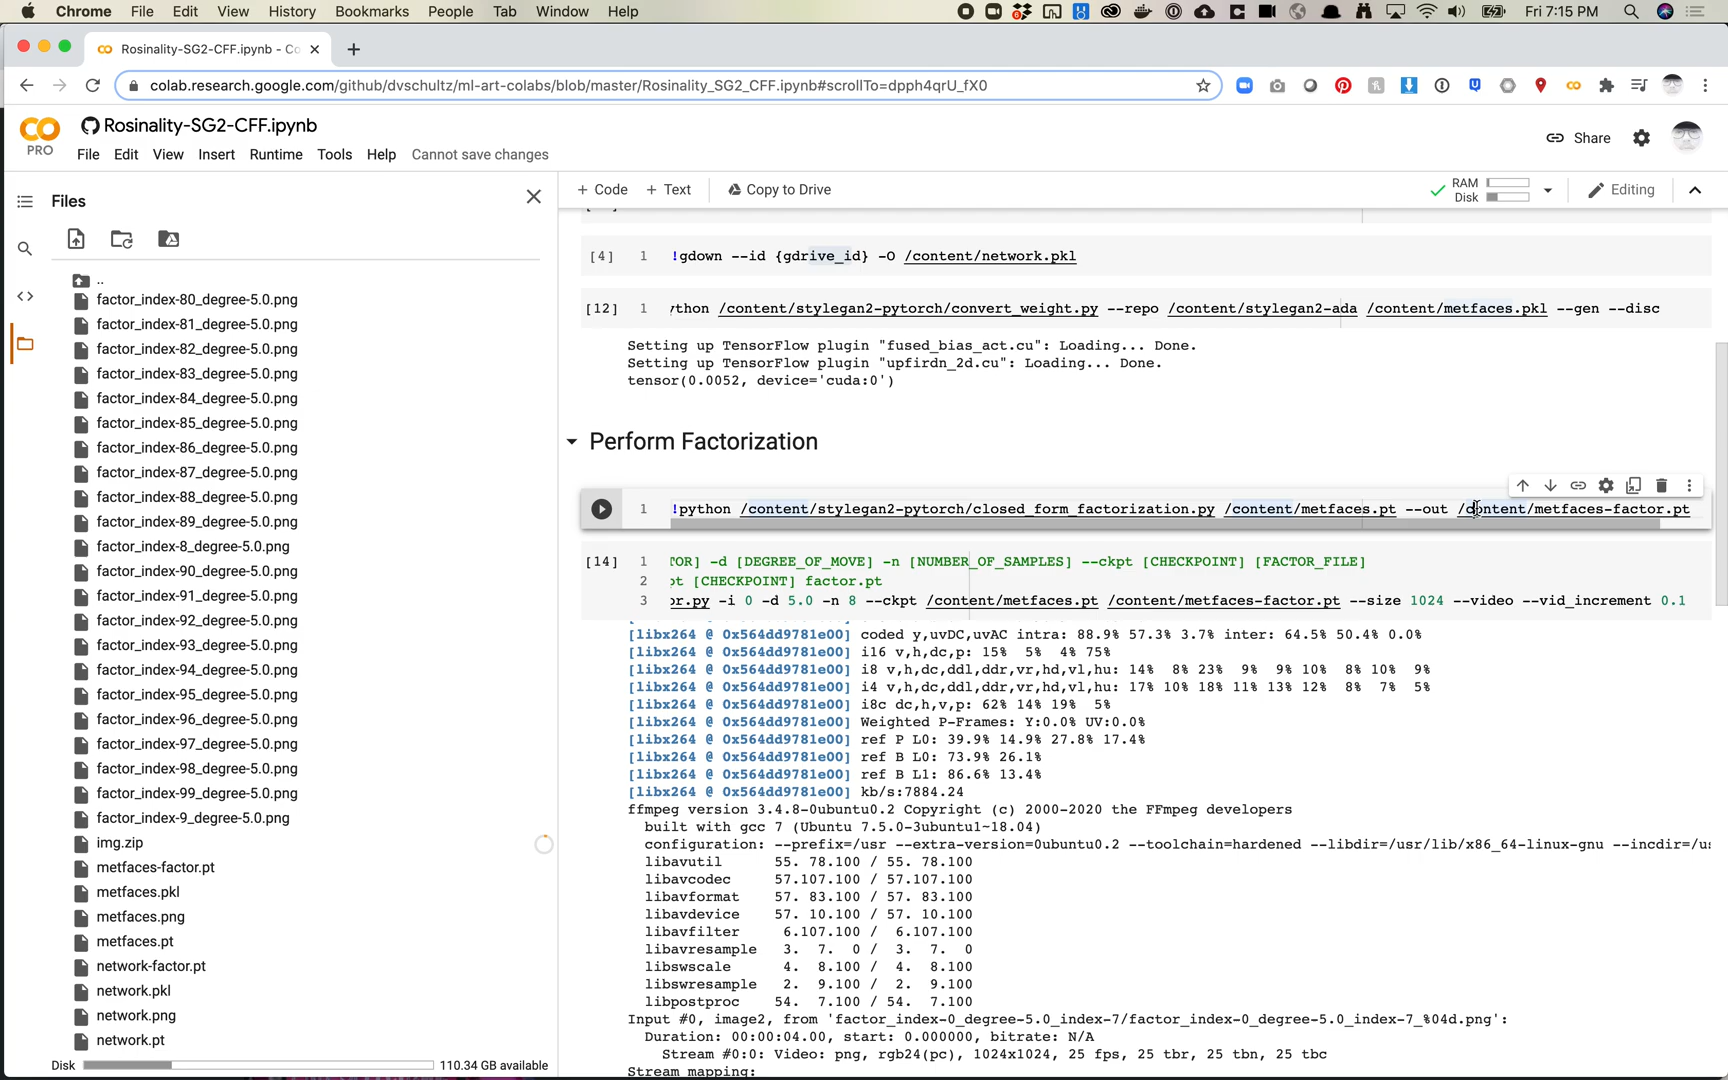 Chrome File Edit View History Bookmarks People Tab Window Help Fri 7:15 PM
Rosinality-SG2-CFF.ipynb - Co
colab.research.google.com/github/dvschultz/ml-art-colabs/blob/master/Rosinality_SG2_CFF.ipynb#scrollTo=dpph4qrU_fX0
CO PRO
Rosinality-SG2-CFF.ipynb
File Edit View Insert Runtime Tools Help Cannot save changes
Share
Files
+ Code + Text Copy to Drive
RAM
Disk
Editing
..
factor_index-80_degree-5.0.png
factor_index-81_degree-5.0.png
factor_index-82_degree-5.0.png
factor_index-83_degree-5.0.png
factor_index-84_degree-5.0.png
factor_index-85_degree-5.0.png
factor_index-86_degree-5.0.png
factor_index-87_degree-5.0.png
factor_index-88_degree-5.0.png
factor_index-89_degree-5.0.png
factor_index-8_degree-5.0.png
factor_index-90_degree-5.0.png
factor_index-91_degree-5.0.png
factor_index-92_degree-5.0.png
factor_index-93_degree-5.0.png
factor_index-94_degree-5.0.png
factor_index-95_degree-5.0.png
factor_index-96_degree-5.0.png
factor_index-97_degree-5.0.png
factor_index-98_degree-5.0.png
factor_index-99_degree-5.0.png
factor_index-9_degree-5.0.png
img.zip
metfaces-factor.pt
metfaces.pkl
metfaces.png
metfaces.pt
network-factor.pt
network.pkl
network.png
network.pt
Disk 110.34 GB available
[4] 1 !gdown --id {gdrive_id} -O /content/network.pkl
[12] 1 ython /content/stylegan2-pytorch/convert_weight.py --repo /content/stylegan2-ada /content/metfaces.pkl --gen --disc
Setting up TensorFlow plugin "fused_bias_act.cu": Loading... Done.
Setting up TensorFlow plugin "upfirdn_2d.cu": Loading... Done.
tensor(0.0052, device='cuda:0')
Perform Factorization
1 !python /content/stylegan2-pytorch/closed_form_factorization.py /content/metfaces.pt --out /content/metfaces-factor.pt
[14] 1 TOR] -d [DEGREE_OF_MOVE] -n [NUMBER_OF_SAMPLES] --ckpt [CHECKPOINT] [FACTOR_FILE]
2 pt [CHECKPOINT] factor.pt
3 or.py -i 0 -d 5.0 -n 8 --ckpt /content/metfaces.pt /content/metfaces-factor.pt --size 1024 --video --vid_increment 0.1
[libx264 @ 0x564dd9781e00] coded y,uvDC,uvAC intra: 88.9% 57.3% 3.7% inter: 64.5% 50.4% 0.0%
[libx264 @ 0x564dd9781e00] i16 v,h,dc,p: 15% 5% 4% 75%
[libx264 @ 0x564dd9781e00] i8 v,h,dc,ddl,ddr,vr,hd,vl,hu: 14% 8% 23% 9% 9% 10% 8% 10% 9%
[libx264 @ 0x564dd9781e00] i4 v,h,dc,ddl,ddr,vr,hd,vl,hu: 17% 10% 18% 11% 13% 12% 8% 7% 5%
[libx264 @ 0x564dd9781e00] i8c dc,h,v,p: 62% 14% 19% 5%
[libx264 @ 0x564dd9781e00] Weighted P-Frames: Y:0.0% UV:0.0%
[libx264 @ 0x564dd9781e00] ref P L0: 39.9% 14.9% 27.8% 17.4%
[libx264 @ 0x564dd9781e00] ref B L0: 73.9% 26.1%
[libx264 @ 0x564dd9781e00] ref B L1: 86.6% 13.4%
[libx264 @ 0x564dd9781e00] kb/s:7884.24
ffmpeg version 3.4.8-0ubuntu0.2 Copyright (c) 2000-2020 the FFmpeg developers
built with gcc 7 (Ubuntu 7.5.0-3ubuntu1~18.04)
configuration: --prefix=/usr --extra-version=0ubuntu0.2 --toolchain=hardened --libdir=/usr/lib/x86_64-linux-gnu --incdir=/us
libavutil 55. 78.100 / 55. 78.100
libavcodec 57.107.100 / 57.107.100
libavformat 57. 83.100 / 57. 83.100
libavdevice 57. 10.100 / 57. 10.100
libavfilter 6.107.100 / 6.107.100
libavresample 3. 7. 0 / 3. 7. 0
libswscale 4. 8.100 / 4. 8.100
libswresample 2. 9.100 / 2. 9.100
libpostproc 54. 7.100 / 54. 7.100
Input #0, image2, from 'factor_index-0_degree-5.0_index-7/factor_index-0_degree-5.0_index-7_%04d.png':
Duration: 00:00:04.00, start: 0.000000, bitrate: N/A
Stream #0:0: Video: png, rgb24(pc), 1024x1024, 25 fps, 25 tbr, 25 tbn, 25 tbc
Stream mapping: